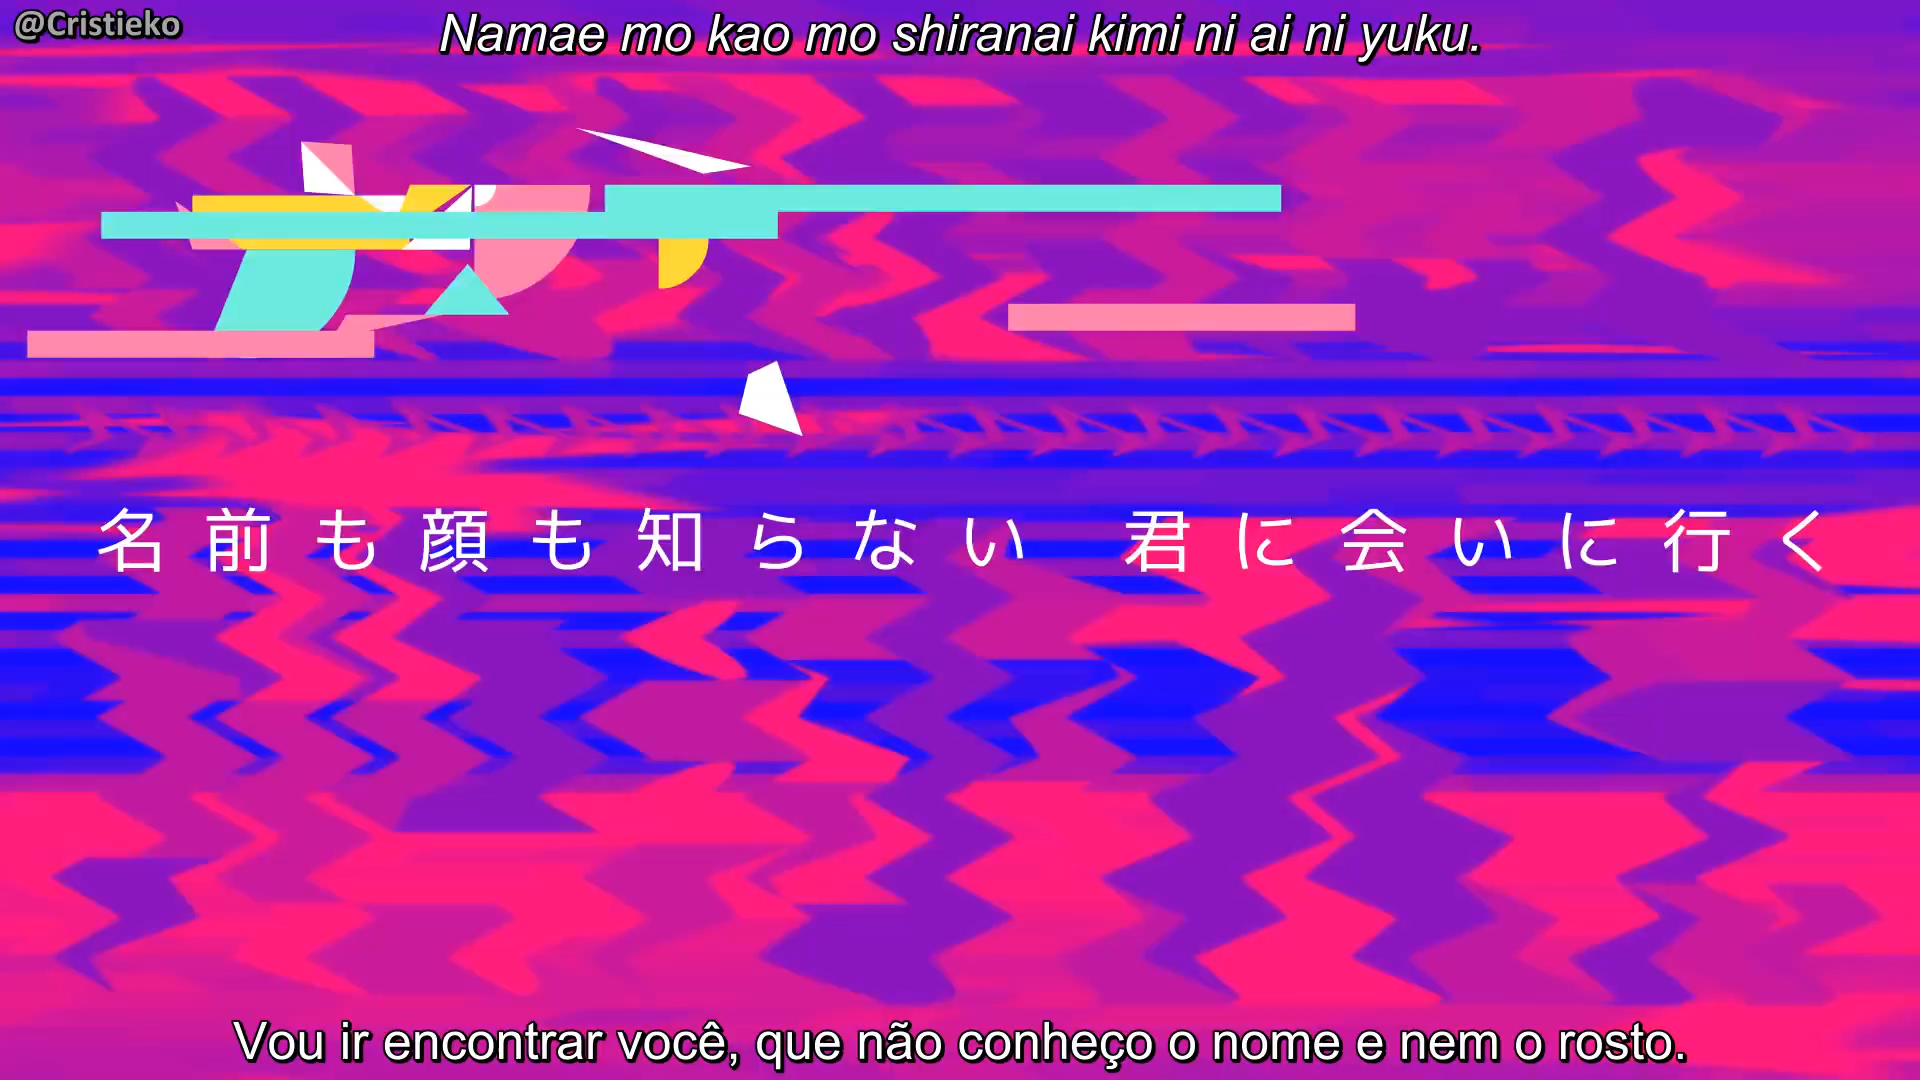 @Cristieko
Namae mo kao mo shiranai kimi ni ai ni yuku.
名前も顔も知らない 君に会いに行く
Vou ir encontrar você, que não conheço o nome e nem o rosto.